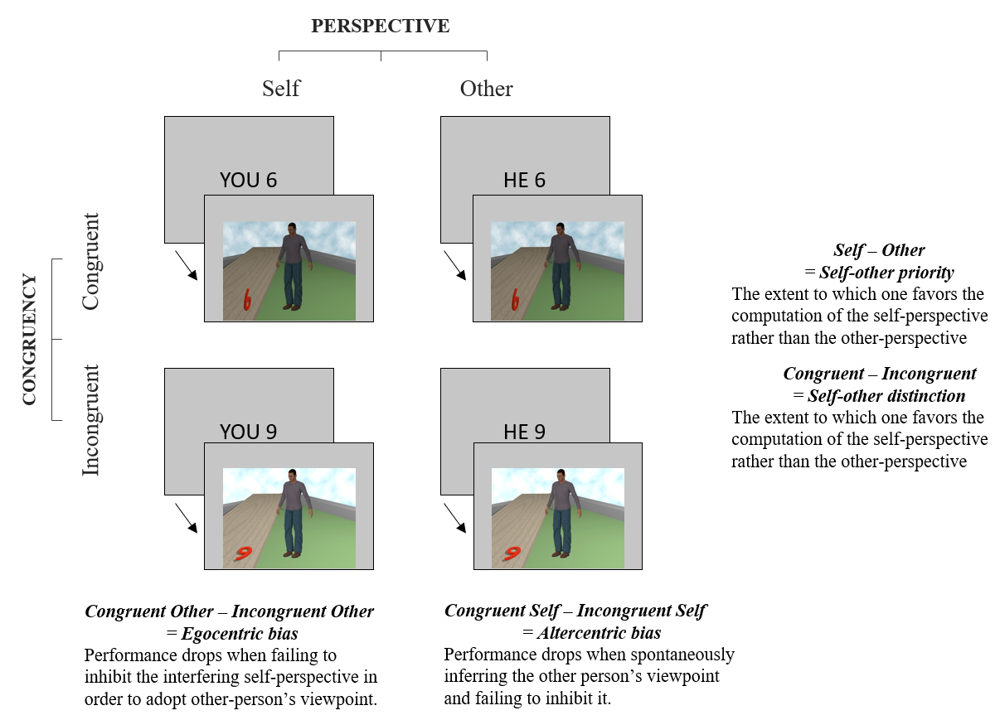 PERSPECTIVE
Self
Other
CONGRUENCY
Congruent
YOU 6
6
HE 6
6
Incongruent
YOU 9
9
HE 9
9
Self – Other
= Self-other priority
The extent to which one favors the
computation of the self-perspective
rather than the other-perspective
Congruent – Incongruent
= Self-other distinction
The extent to which one favors the
computation of the self-perspective
rather than the other-perspective
Congruent Other – Incongruent Other
= Egocentric bias
Performance drops when failing to
inhibit the interfering self-perspective in
order to adopt other-person’s viewpoint.
Congruent Self – Incongruent Self
= Altercentric bias
Performance drops when spontaneously
inferring the other person’s viewpoint
and failing to inhibit it.